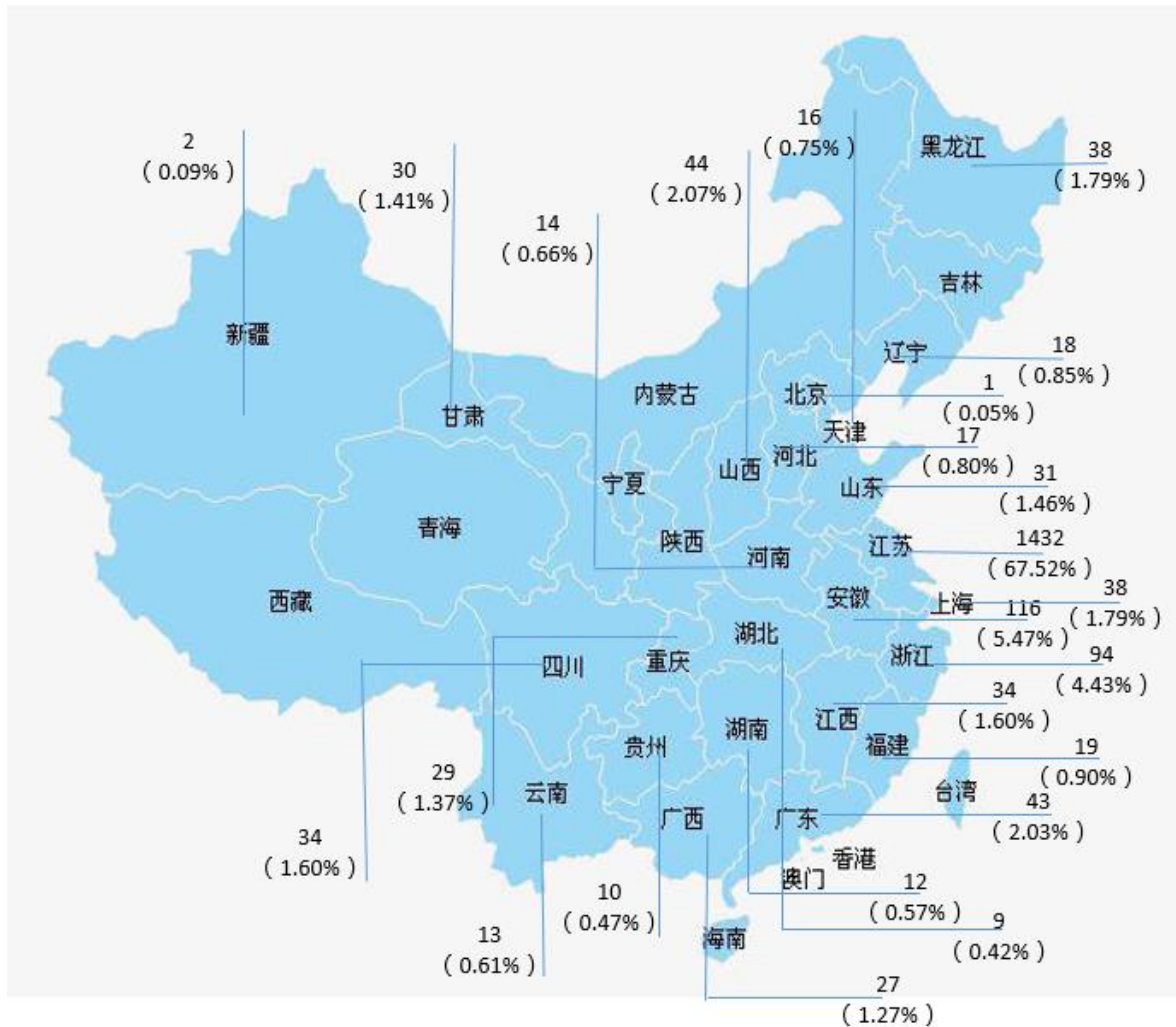 16
（0.75%）
2
（0.09%）
黑龙江
38
（1.79%）
30
（1.41%）
44
（2.07%）
14
（0.66%）
吉林
新疆
辽宁
18
（0.85%）
内蒙古
北京
1
（0.05%）
甘肃
天津
17
（0.80%）
河北
山西
宁夏
山东
31
（1.46%）
青海
陕西
河南
江苏
1432
（67.52%）
西藏
安徽
上海
38
（1.79%）
116
（5.47%）
湖北
重庆
四川
浙江
94
（4.43%）
34
（1.60%）
江西
湖南
贵州
福建
19
（0.90%）
29
（1.37%）
云南
台湾
43
（2.03%）
广西
广东
34
（1.60%）
香港
澳门
10
（0.47%）
12
（0.57%）
9
（0.42%）
海南
13
（0.61%）
27
（1.27%）